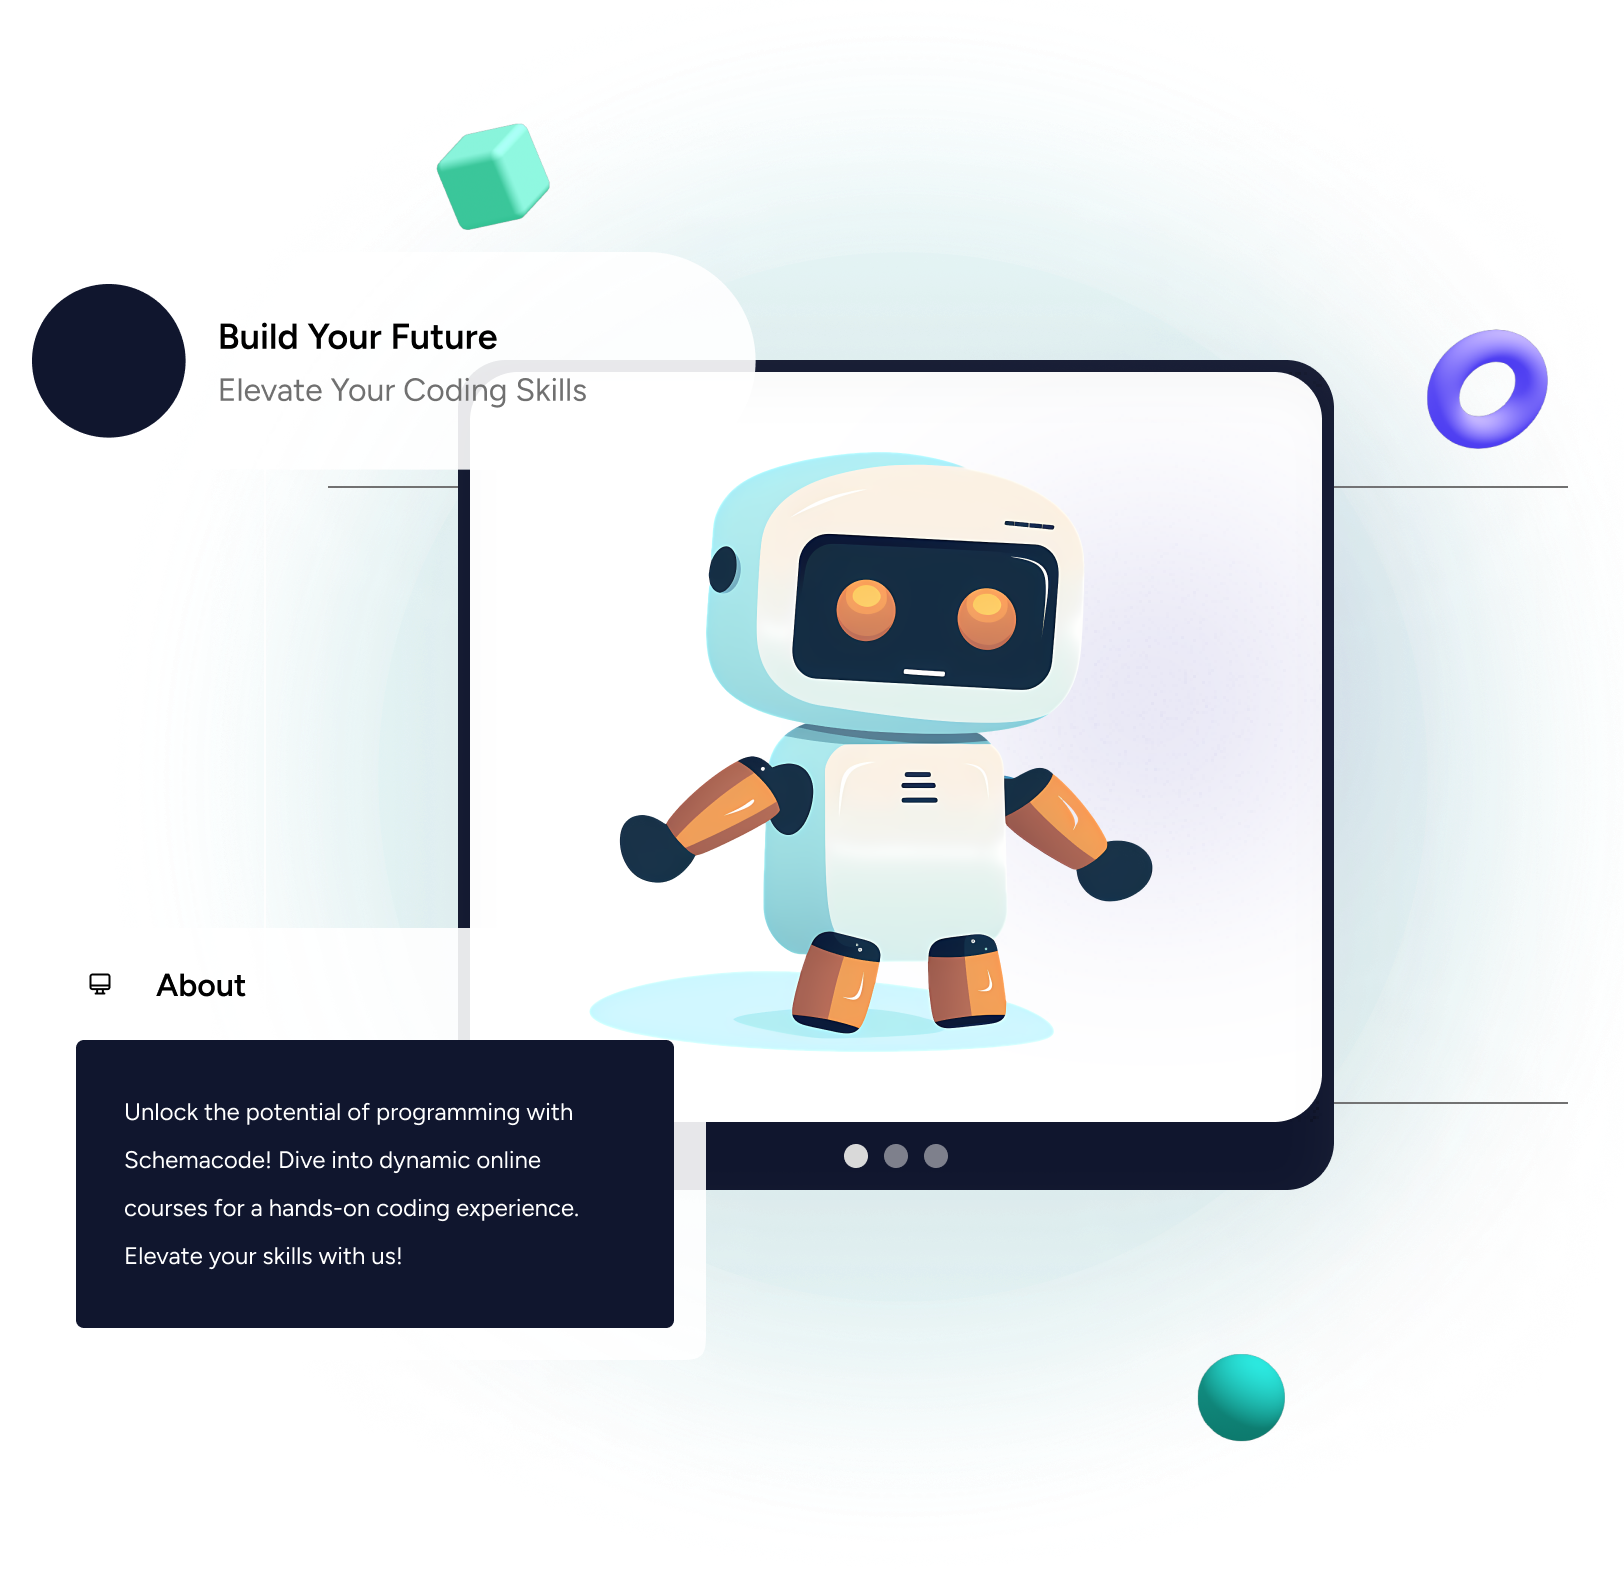 Build Your Future
Elevate Your Coding Skills
About
Unlock the potential of programming with
Schemacode! Dive into dynamic online
courses for a hands-on coding experience.
Elevate your skills with us!